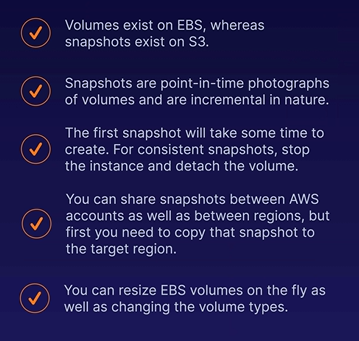 Volumes exist on EBS, whereas
snapshots exist on S3.
Snapshots are point-in-time photographs
of volumes and are incremental in nature.
The first snapshot will take some time to
create. For consistent snapshots, stop
the instance and detach the volume.
You can share snapshots between AWS
accounts as well as between regions, but
first you need to copy that snapshot to
the target region.
You can resize EBS volumes on the fly as
well as changing the volume types.